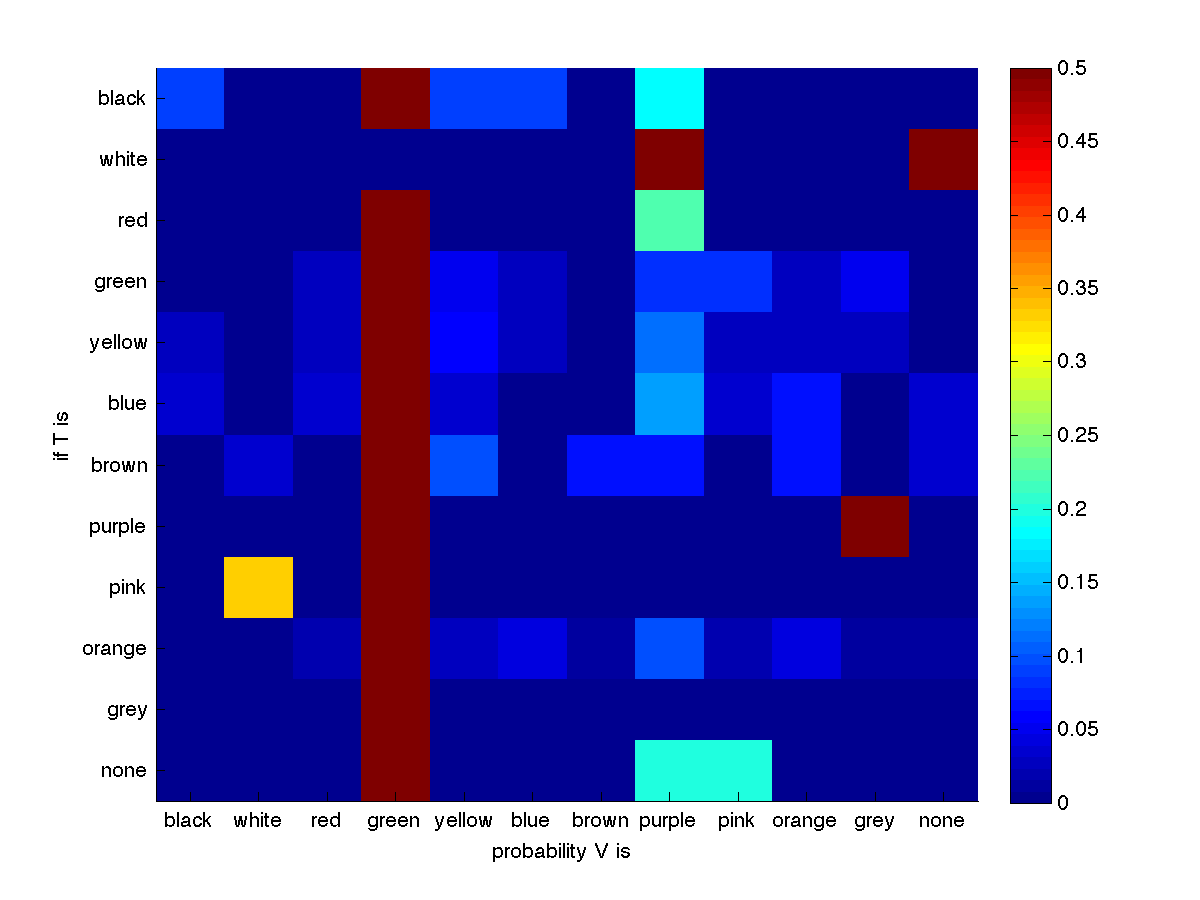 black
white
red
green
yellow
blue
brown
purple
pink
orange
grey
none
if T is
black white red green yellow blue brown purple pink orange grey none
probability V is
0.5
0.45
0.4
0.35
0.3
0.25
0.2
0.15
0.1
0.05
0